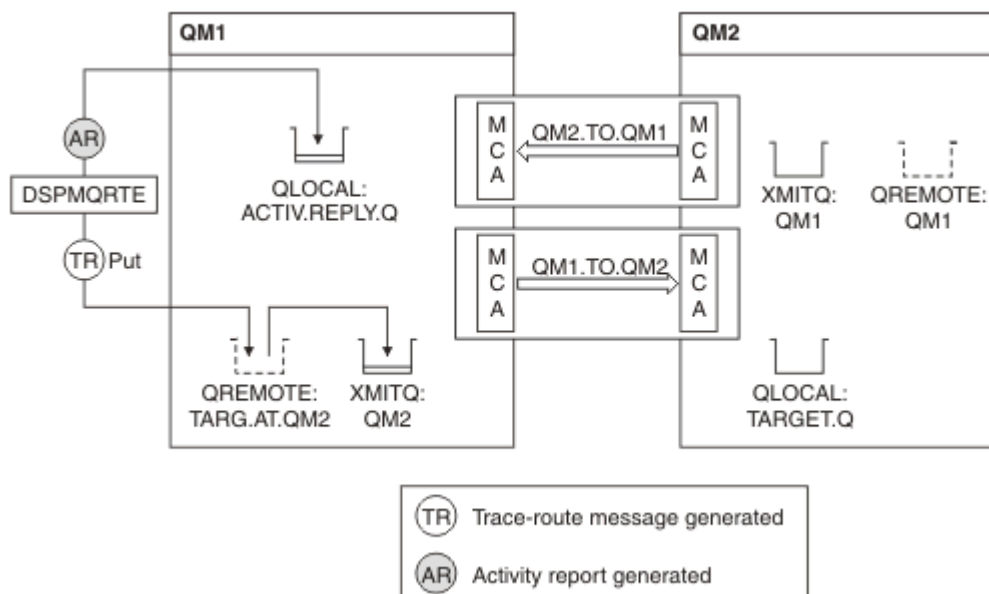 QM1
QM2
AR
DSPMQRTE
TR Put
QLOCAL:
ACTIV.REPLY.Q
QREMOTE:
TARG.AT.QM2
XMITQ:
QM2
M
C
A
QM2.TO.QM1
M
C
A
M
C
A
QM1.TO.QM2
M
C
A
XMITQ:
QM1
QREMOTE:
QM1
QLOCAL:
TARGET.Q
TR Trace-route message generated
AR Activity report generated